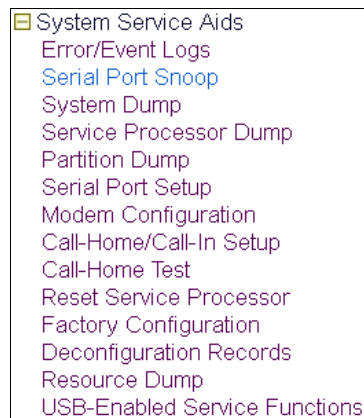 System Service Aids
Error/Event Logs
Serial Port Snoop
System Dump
Service Processor Dump
Partition Dump
Serial Port Setup
Modem Configuration
Call-Home/Call-In Setup
Call-Home Test
Reset Service Processor
Factory Configuration
Deconfiguration Records
Resource Dump
USB-Enabled Service Functions